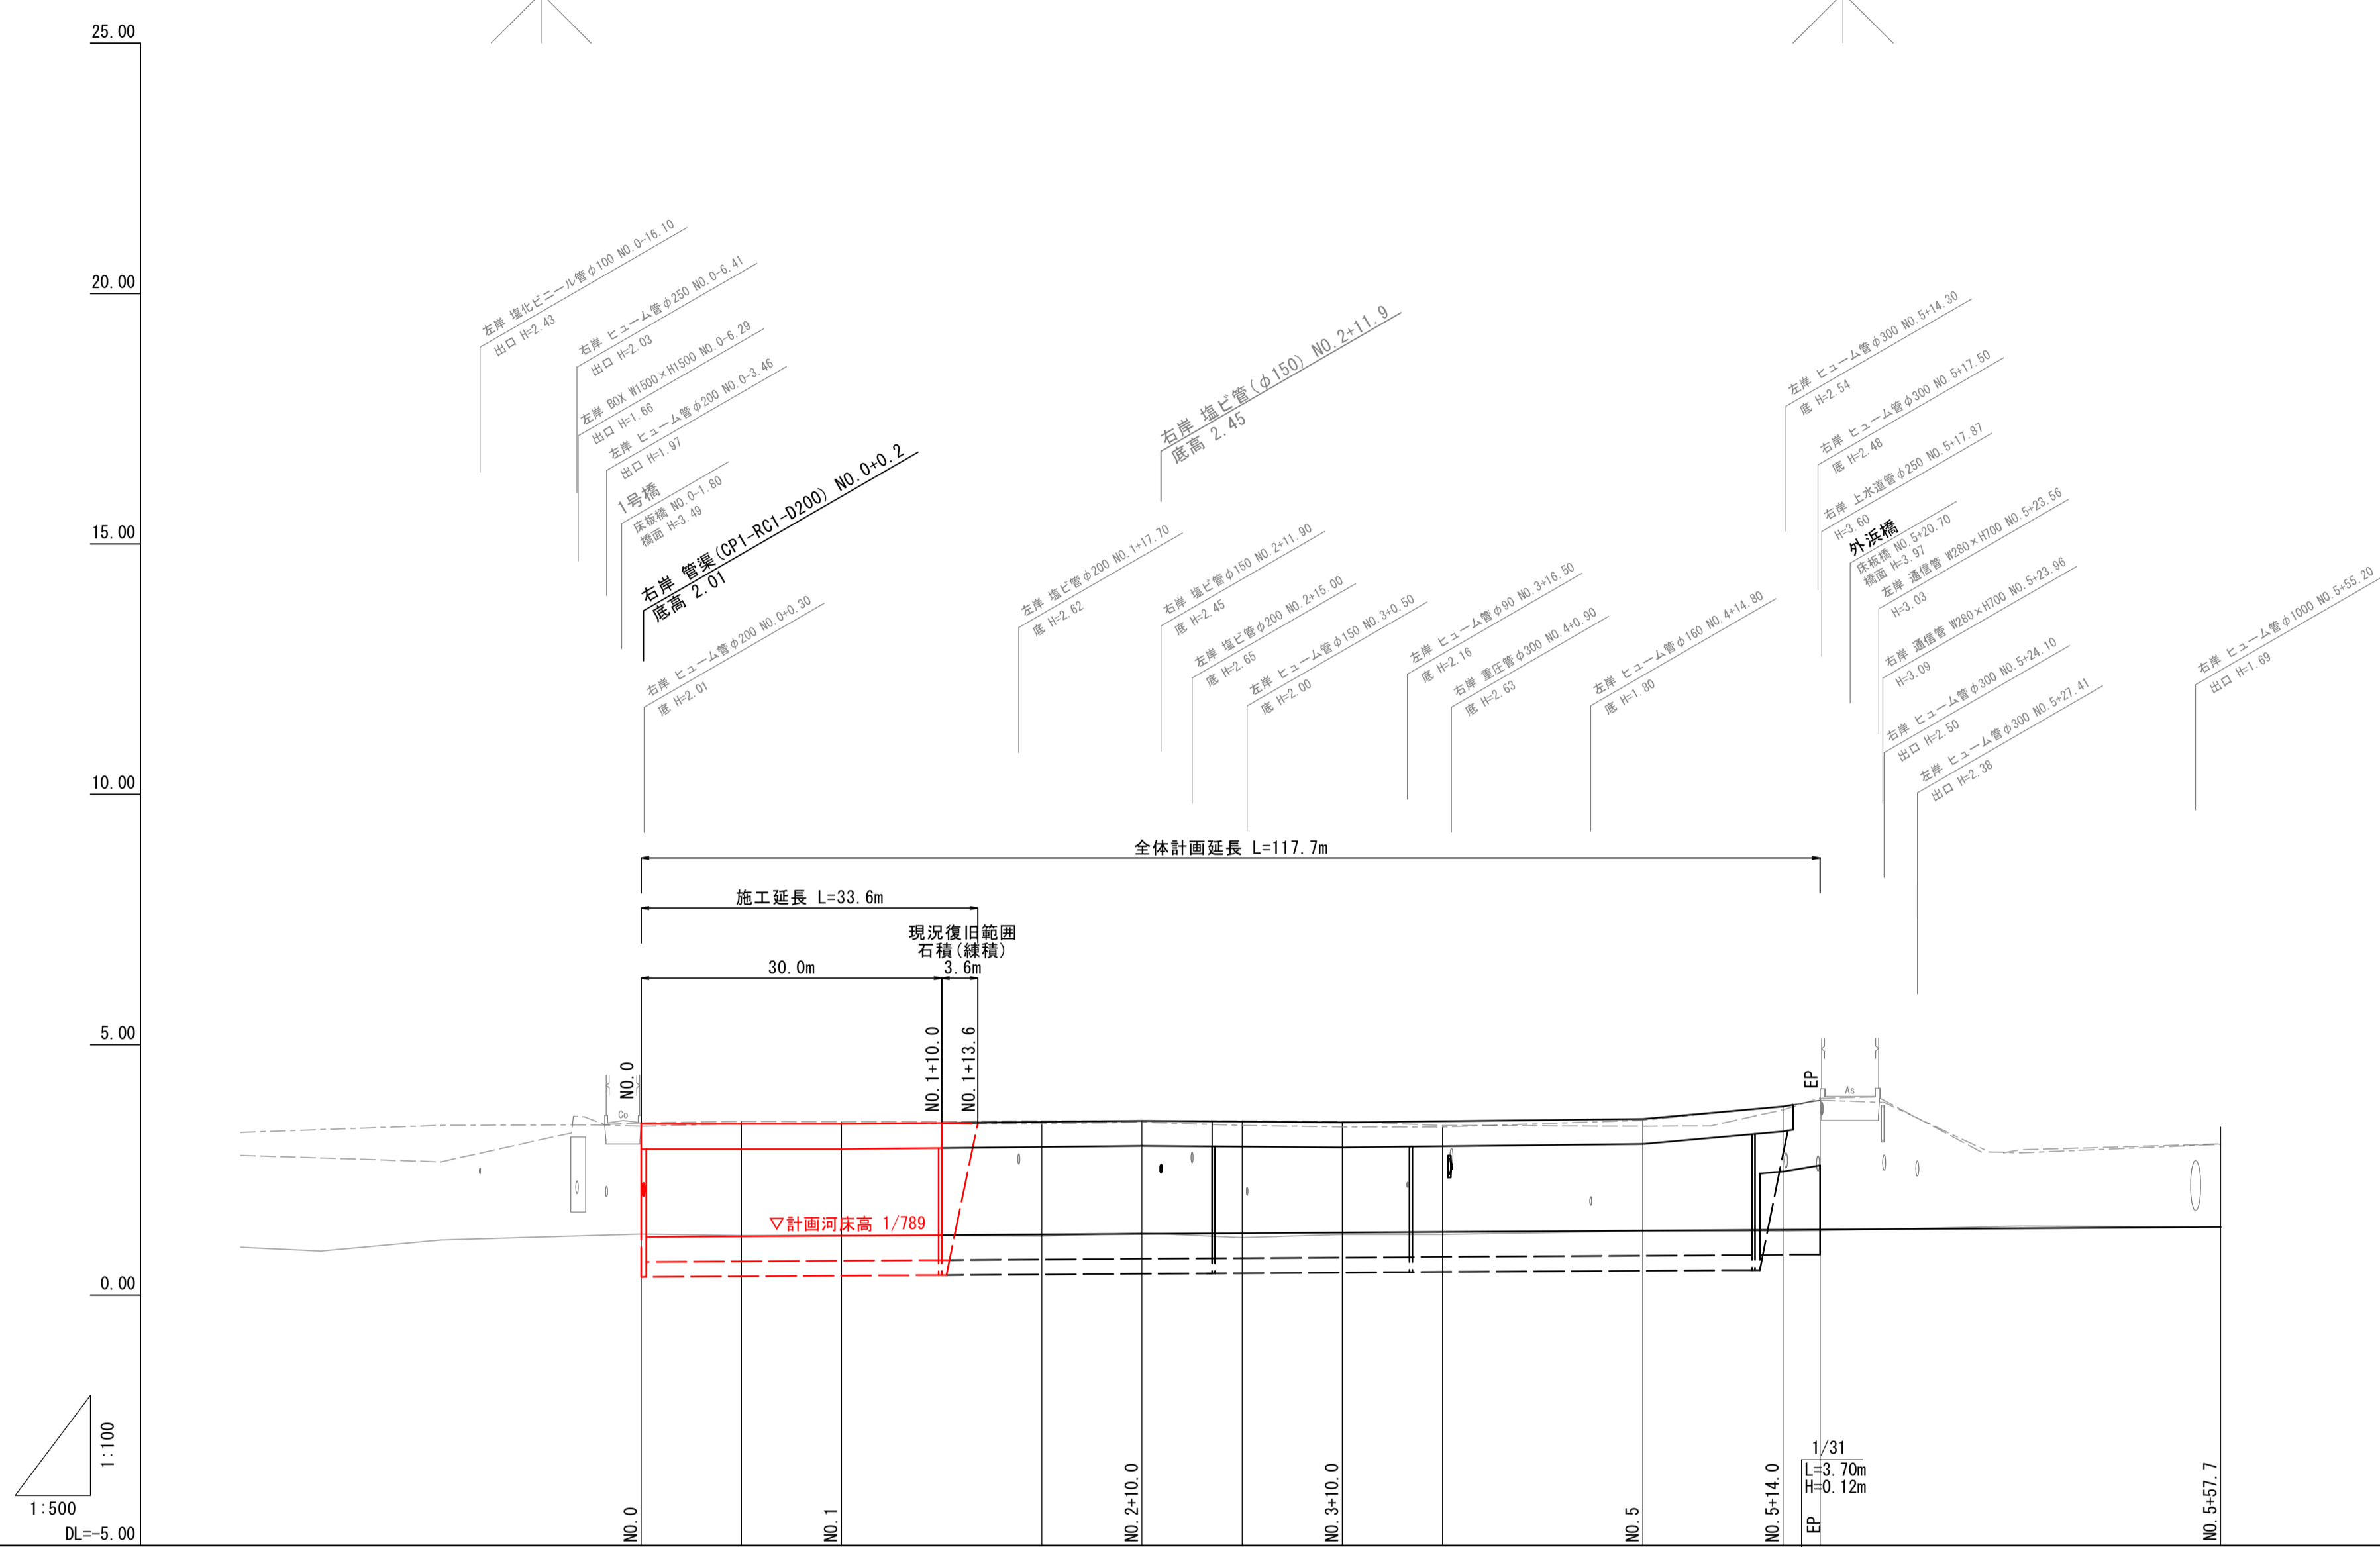 25.00
20.00
15.00
10.00
5.00
0.00
DL=-5.00
1:100
1:500
左岸 塩化ビニール管φ100 NO.0-16.10
出口 H=2.43
右岸 ヒューム管φ250 NO.0-6.41
出口 H=2.03
左岸 BOX W1500×H1500 NO.0-6.29
出口 H=1.66
左岸 ヒューム管φ200 NO.0-3.46
出口 H=1.97
1号橋
床板橋 NO.0-1.80
橋面 H=3.49
右岸 管渠(CP1-RC1-D200) NO.0+0.2
底高 2.01
右岸 ヒューム管φ200 NO.0+0.30
底 H=2.01
左岸 塩ビ管φ200 NO.1+17.70
底 H=2.62
右岸 塩ビ管(φ150) NO.2+11.9
底高 2.45
右岸 塩ビ管φ150 NO.2+11.90
底 H=2.45
左岸 塩ビ管φ200 NO.2+15.00
底 H=2.65
左岸 ヒューム管φ150 NO.3+0.50
底 H=2.00
左岸 ヒューム管φ90 NO.3+16.50
底 H=2.16
右岸 重圧管φ300 NO.4+0.90
底 H=2.63
左岸 ヒューム管φ160 NO.4+14.80
底 H=1.80
左岸 ヒューム管φ300 NO.5+14.30
底 H=2.54
右岸 ヒューム管φ300 NO.5+17.50
底 H=2.48
右岸 上水道管φ250 NO.5+17.87
H=3.60
外浜橋
床板橋 NO.5+20.70
橋面 H=3.97
左岸 通信管 W280×H700 NO.5+23.56
H=3.03
右岸 通信管 W280×H700 NO.5+23.96
H=3.09
右岸 ヒューム管φ300 NO.5+24.10
出口 H=2.50
左岸 ヒューム管φ300 NO.5+27.41
出口 H=2.38
右岸 ヒューム管φ1000 NO.5+55.20
出口 H=1.69
全体計画延長 L=117.7m
施工延長 L=33.6m
現況復旧範囲
石積(練積)
30.0m
3.6m
NO.0
NO.1+10.0
NO.1+13.6
EP
Co
As
▽計画河床高 1/789
NO.0
NO.1
NO.2+10.0
NO.3+10.0
NO.5
NO.5+14.0
1/31
L=3.70m
H=0.12m
EP
NO.5+57.7